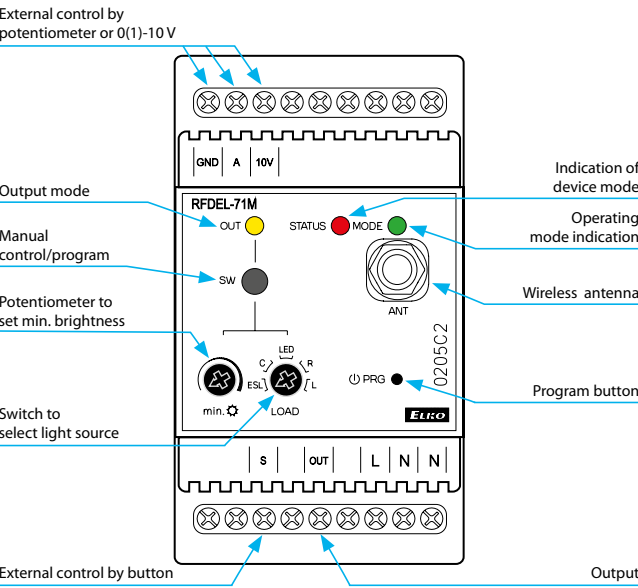 External control by
potentiometer or 0(1)-10 V
GND A 10V
Indication of
device mode
Output mode
RFDEL-71M
OUT STATUS MODE
Operating
mode indication
Manual
control/program
SW
Wireless antenna
ANT
Potentiometer to
set min. brightness
0205C2
LED
C R
ESL L
PRG
Program button
min. LOAD
Switch to
select light source
ELKO
S OUT L N N
External control by button
Output